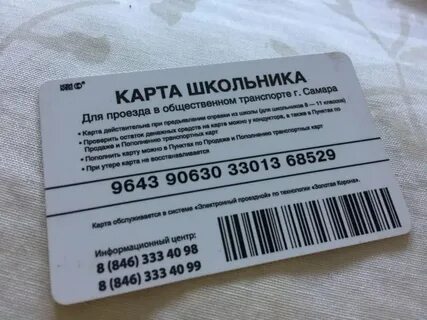 КАРТА ШКОЛЬНИКА
Для проезда в общественном транспорте г. Самара
• Карта действительна при предъявлении справки из школы (для школьников 8 — 11 классов)
• Проверить остаток денежных средств на карте можно у кондуктора, а также в Пунктах по
Продаже и Пополнению транспортных карт
• Пополнить карту можно в Пунктах по Продаже и Пополнению транспортных карт
• При утере карта не восстанавливается
9643 90630 33013 68529
Карта обслуживается в системе «Электронный проездной» по технологии «Золотая Корона».
Информационный центр:
8 (846) 333 40 98
8 (846) 333 40 99